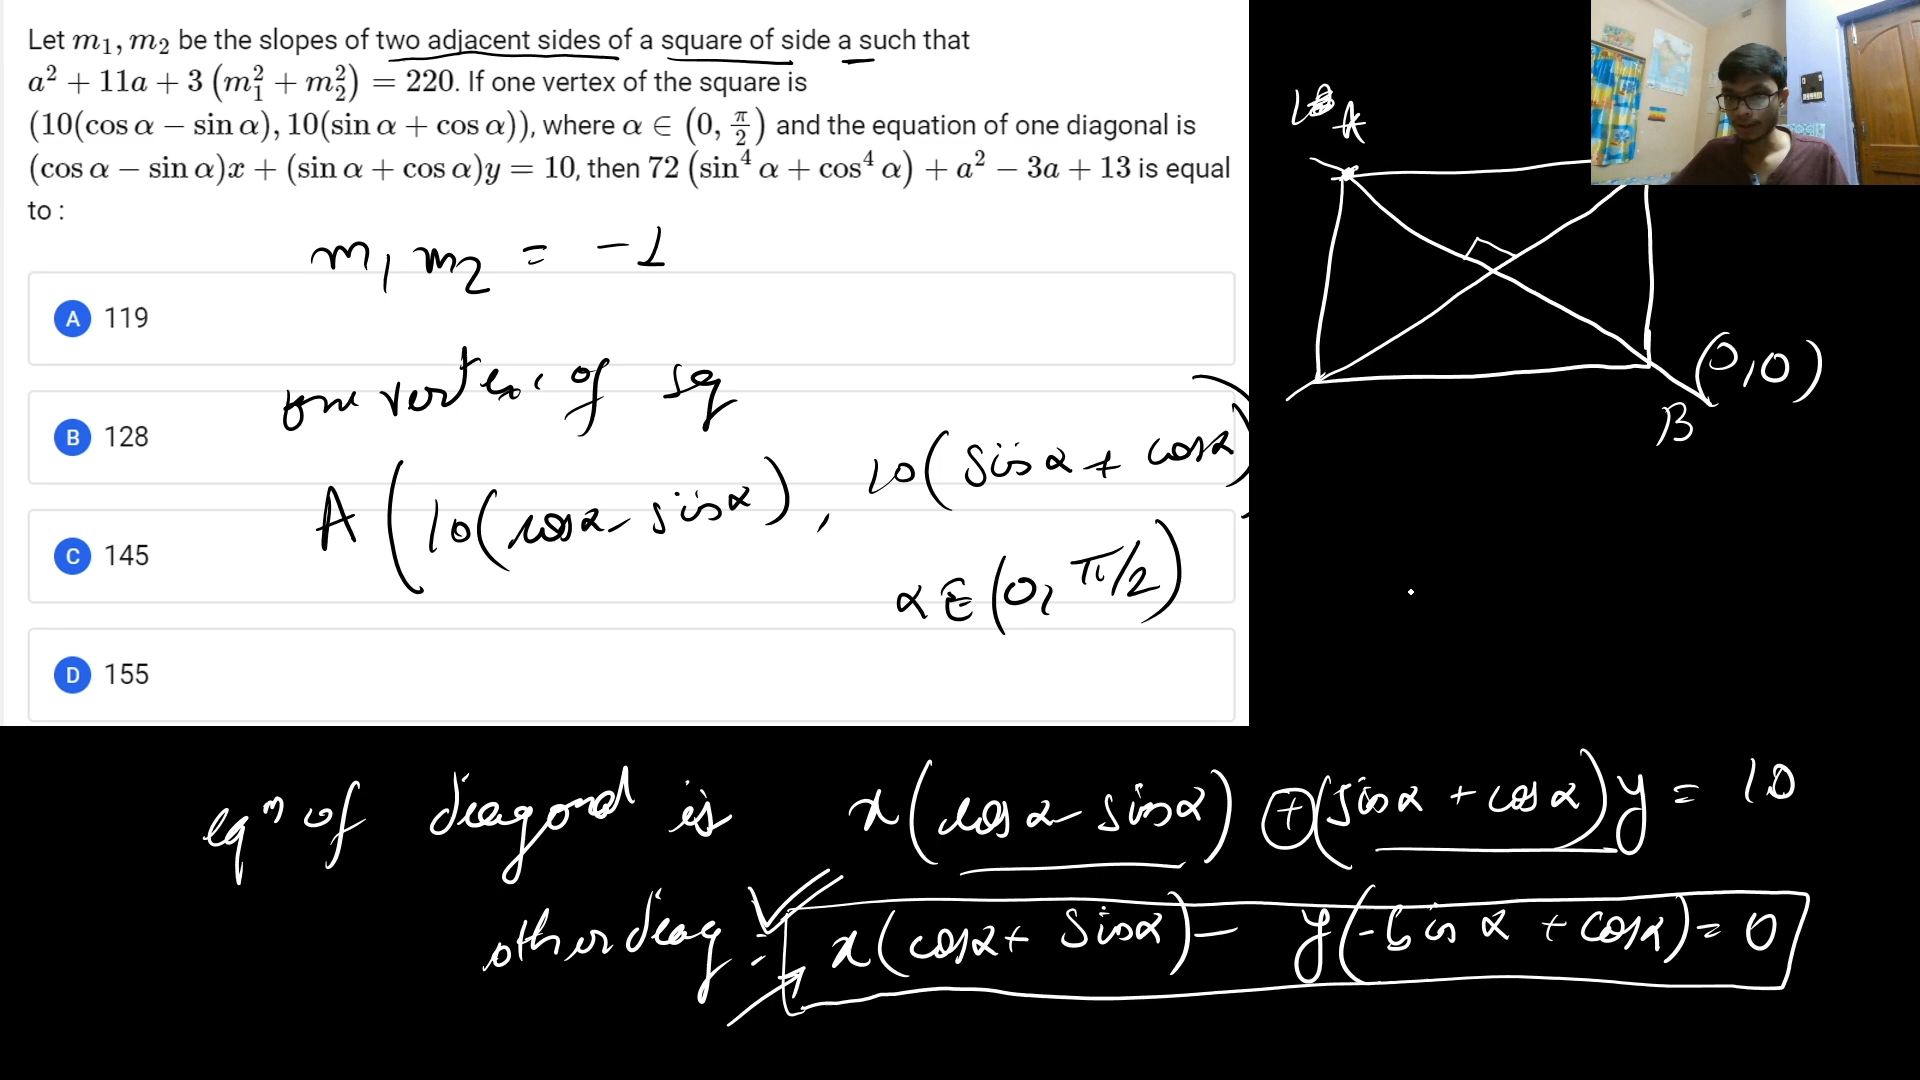 Let m₁, m₂ be the slopes of two adjacent sides of a square of side a such that
a² + 11a + 3 (m₁² + m₂²) = 220. If one vertex of the square is
(10(cos α − sin α), 10(sin α + cos α)), where α ∈ (0, π/2) and the equation of one diagonal is
(cos α − sin α)x + (sin α + cos α)y = 10, then 72 (sin⁴ α + cos⁴ α) + a² − 3a + 13 is equal
to :
m₁ m₂ = −1
A 119
one vertex of sq
B 128
A (10(cosα − sinα), 10(sinα + cosα)
C 145
α ∈ (0, π/2)
D 155
A
(0,0)
B
eqⁿ of diagonal is x(cosα − sinα) + (sinα + cosα)y = 10
other diag = x(cosα + sinα) − y(−sinα + cosα) = 0